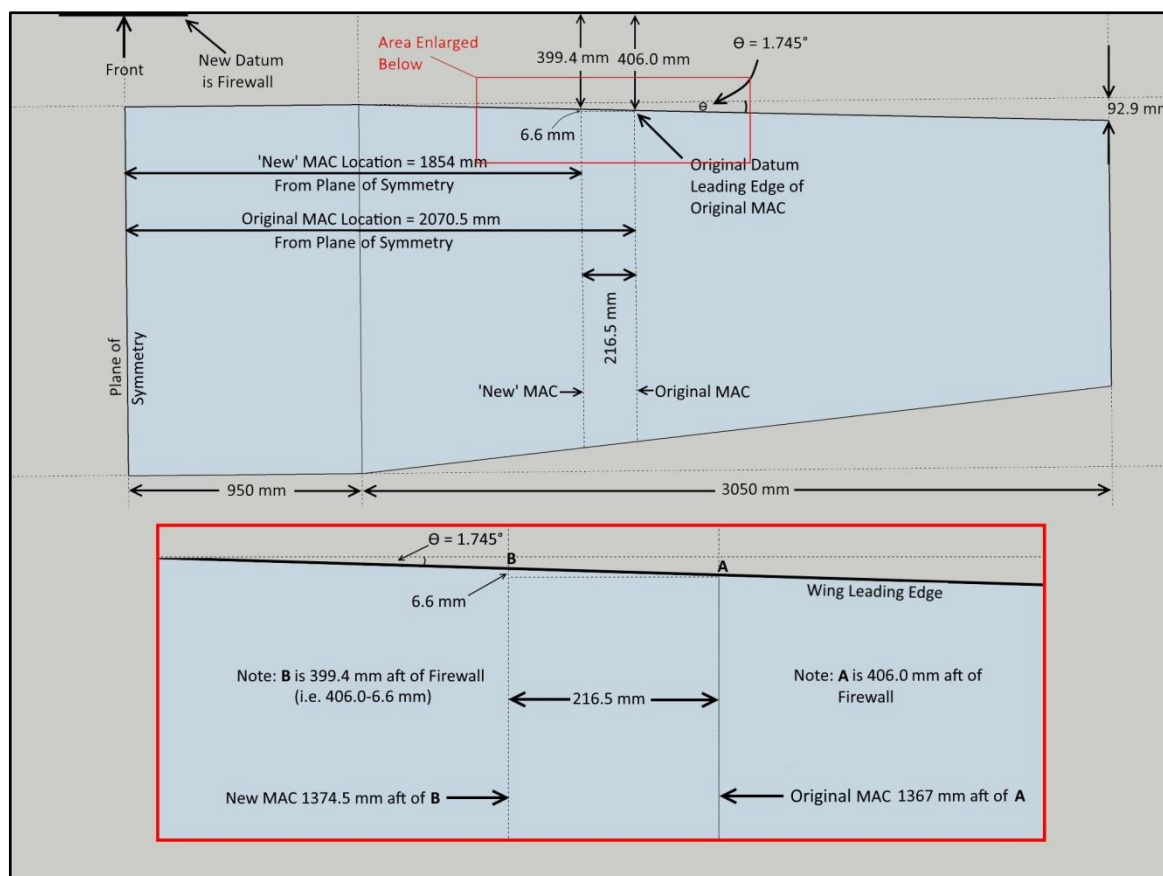 Front
New Datum
is Firewall
Area Enlarged
Below
399.4 mm
406.0 mm
Θ = 1.745°
Θ
92.9 mm
6.6 mm
'New' MAC Location = 1854 mm
From Plane of Symmetry
Original MAC Location = 2070.5 mm
From Plane of Symmetry
Original Datum
Leading Edge of
Original MAC
216.5 mm
Plane of
Symmetry
'New' MAC
Original MAC
950 mm
3050 mm
Θ = 1.745°
B
A
6.6 mm
Wing Leading Edge
Note: B is 399.4 mm aft of Firewall
(i.e. 406.0-6.6 mm)
Note: A is 406.0 mm aft of
Firewall
216.5 mm
New MAC 1374.5 mm aft of B
Original MAC 1367 mm aft of A